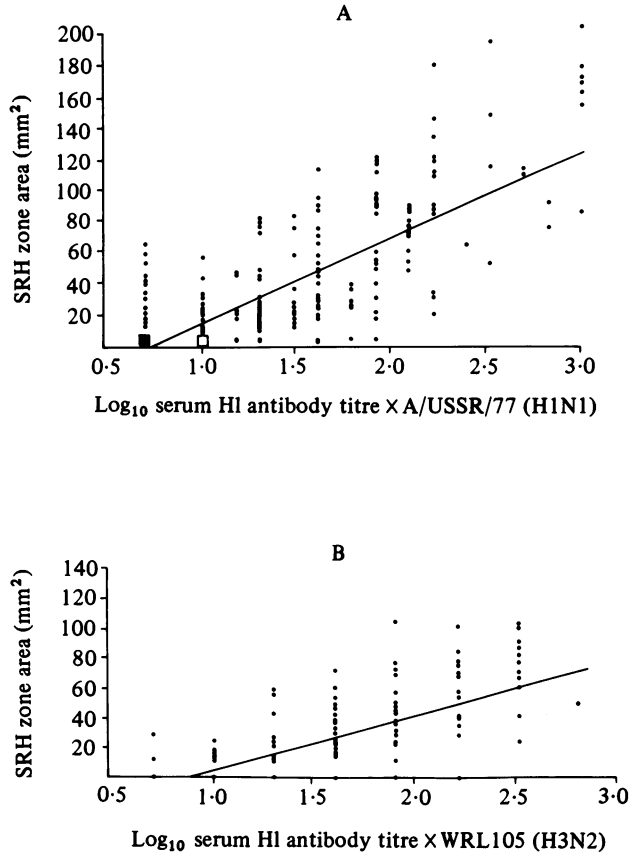 A
SRH zone area (mm²)
200
180
160
140
120
100
80
60
40
20
0·5 1·0 1·5 2·0 2·5 3·0
Log₁₀ serum Hl antibody titre × A/USSR/77 (H1N1)
B
SRH zone area (mm²)
140
120
100
80
60
40
20
0·5 1·0 1·5 2·0 2·5 3·0
Log₁₀ serum Hl antibody titre × WRL105 (H3N2)